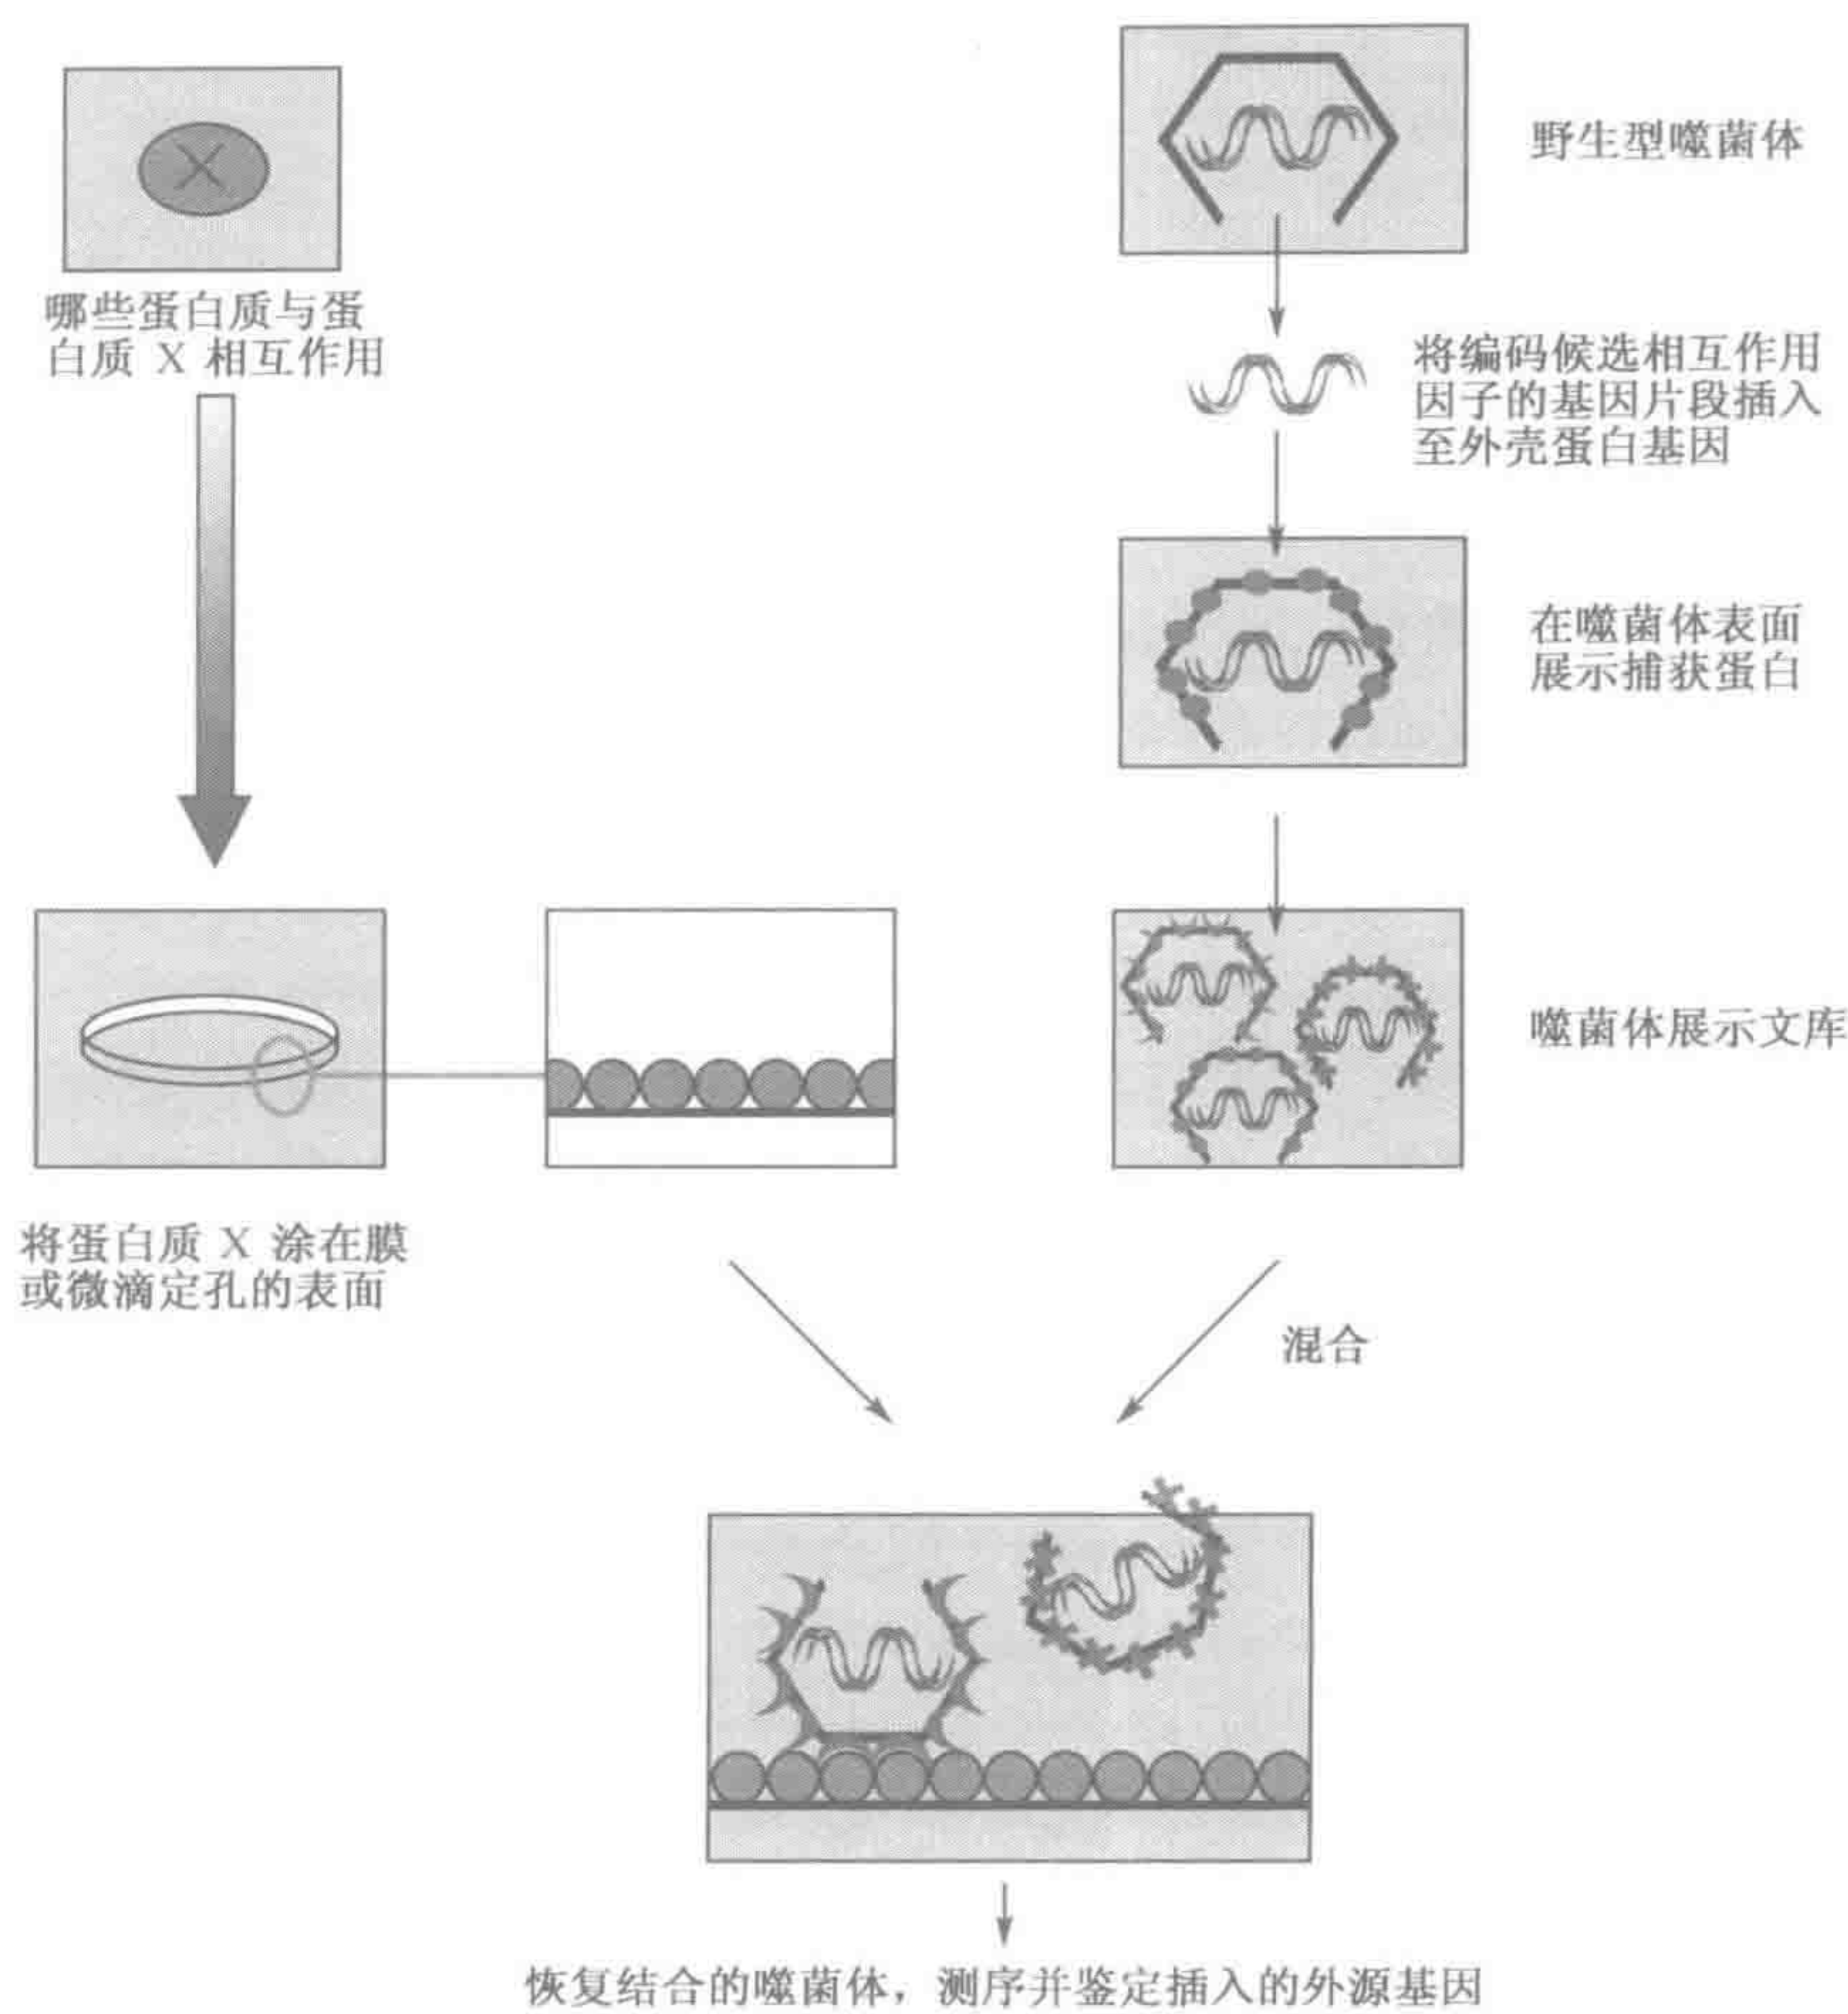 X
哪些蛋白质与蛋
白质 X 相互作用
野生型噬菌体
将编码候选相互作用
因子的基因片段插入
至外壳蛋白基因
在噬菌体表面
展示捕获蛋白
噬菌体展示文库
将蛋白质 X 涂在膜
或微滴定孔的表面
混合
恢复结合的噬菌体，测序并鉴定插入的外源基因